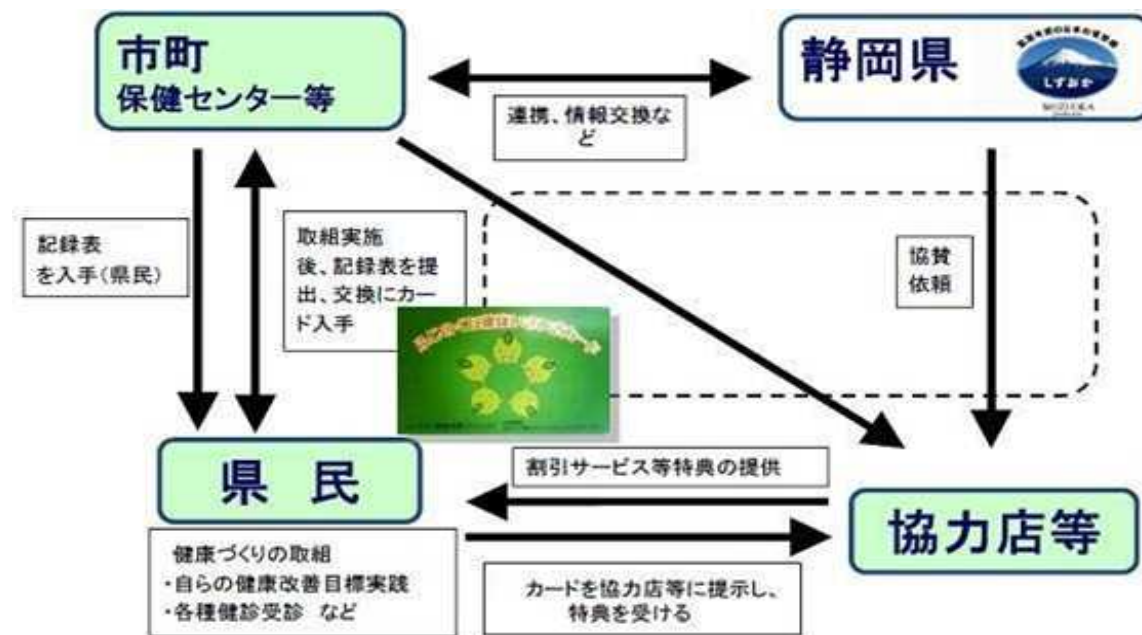 市町
保健センター等
静岡県
しずおか
連携、情報交換な
ど
記録表
を入手(県民)
取組実施
後、記録表を提
出、交換にカー
ド入手
協賛
依頼
県 民
割引サービス等特典の提供
協力店等
健康づくりの取組
・自らの健康改善目標実践
・各種健診受診 など
カードを協力店等に提示し、
特典を受ける